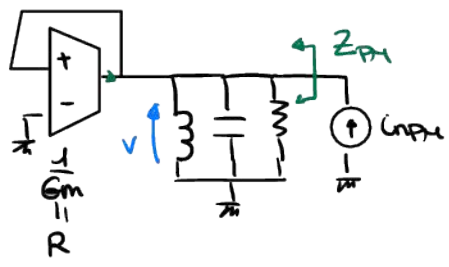 +
-
V
Z_PM
i_nPM
1
Gm
=
R